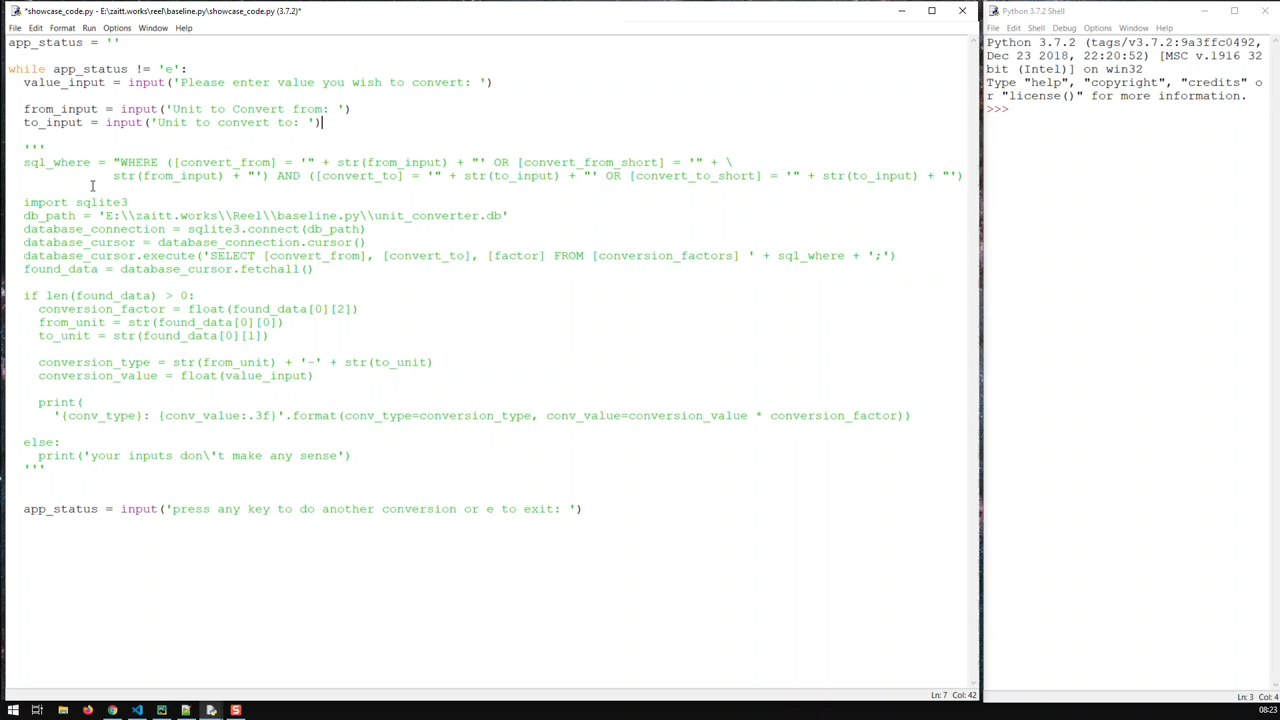 *showcase_code.py - E:\zaitt.works\reel\baseline.py\showcase_code.py (3.7.2)*
File Edit Format Run Options Window Help
app_status = ''
while app_status != 'e':
value_input = input('Please enter value you wish to convert: ')
from_input = input('Unit to Convert from: ')
to_input = input('Unit to convert to: ')
'''
sql_where = "WHERE ([convert_from] = '" + str(from_input) + "' OR [convert_from_short] = '" + \
str(from_input) + "') AND ([convert_to] = '" + str(to_input) + "' OR [convert_to_short] = '" + str(to_input) + "')
import sqlite3
db_path = 'E:\\zaitt.works\\Reel\\baseline.py\\unit_converter.db'
database_connection = sqlite3.connect(db_path)
database_cursor = database_connection.cursor()
database_cursor.execute('SELECT [convert_from], [convert_to], [factor] FROM [conversion_factors] ' + sql_where + ';')
found_data = database_cursor.fetchall()
if len(found_data) > 0:
conversion_factor = float(found_data[0][2])
from_unit = str(found_data[0][0])
to_unit = str(found_data[0][1])
conversion_type = str(from_unit) + '-' + str(to_unit)
conversion_value = float(value_input)
print(
'{conv_type}: {conv_value:.3f}'.format(conv_type=conversion_type, conv_value=conversion_value * conversion_factor))
else:
print('your inputs don\'t make any sense')
'''
app_status = input('press any key to do another conversion or e to exit: ')
Ln: 7 Col: 42
Python 3.7.2 Shell
File Edit Shell Debug Options Window Help
Python 3.7.2 (tags/v3.7.2:9a3ffc0492,
Dec 23 2018, 22:20:52) [MSC v.1916 32
bit (Intel)] on win32
Type "help", "copyright", "credits" o
r "license()" for more information.
>>>
Ln: 3 Col: 4
08:23